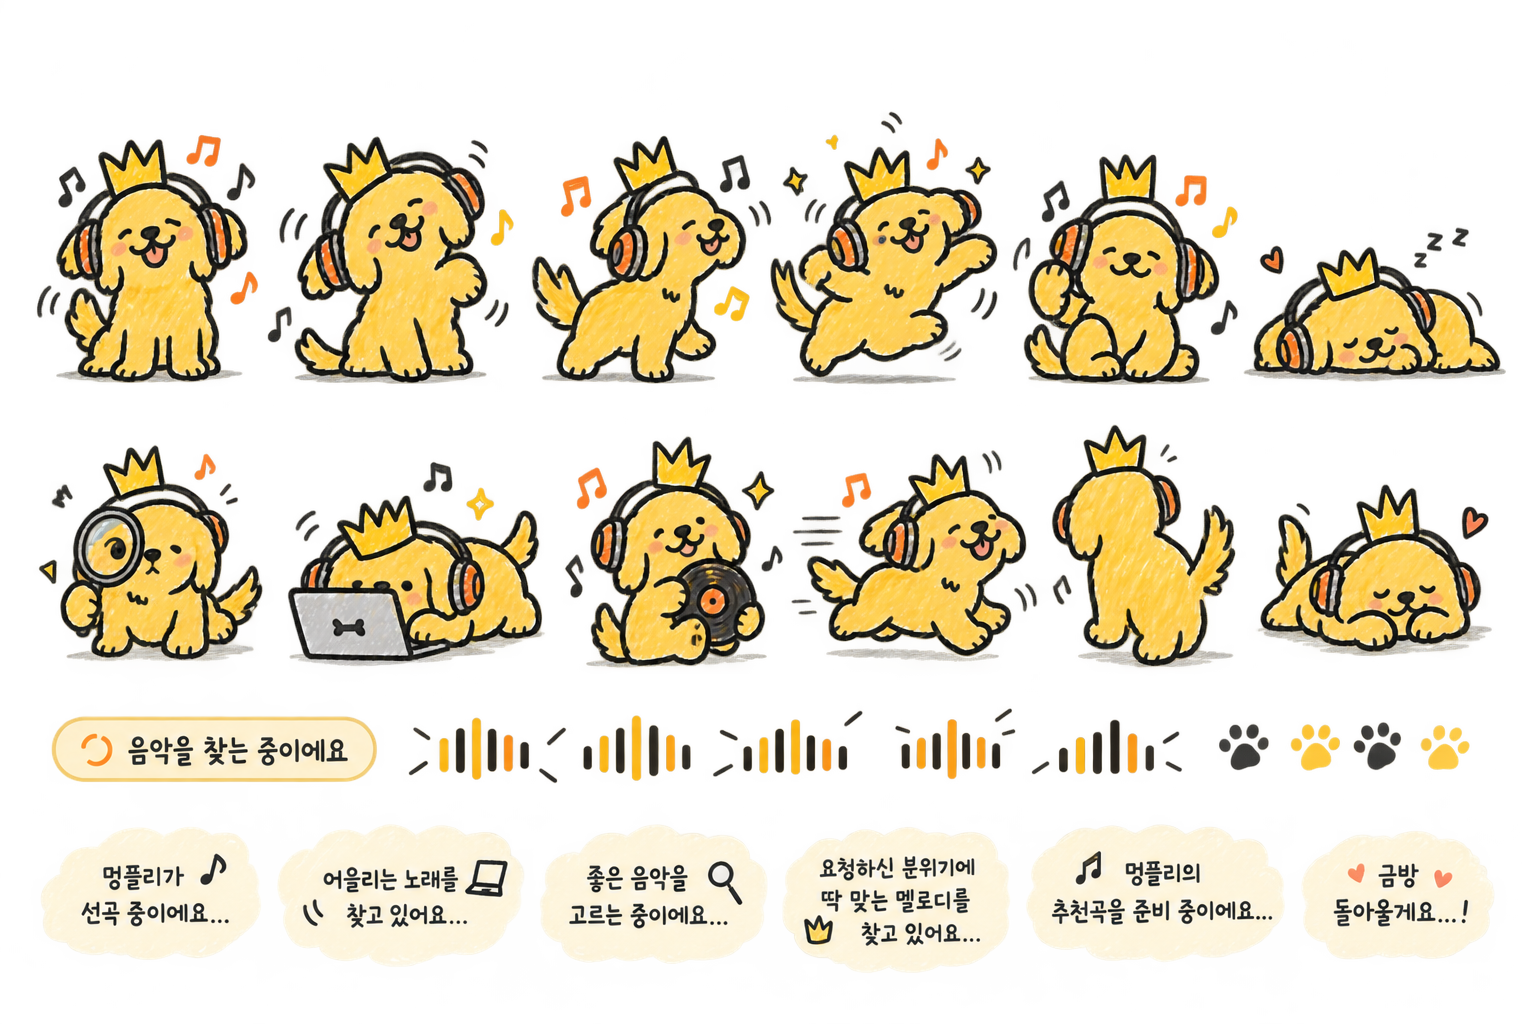 z z z
음악을 찾는 중이에요
멍플리가
선곡 중이에요...
어울리는 노래를
찾고 있어요...
좋은 음악을
고르는 중이에요...
요청하신 분위기에
딱 맞는 멜로디를
찾고 있어요...
멍플리의
추천곡을 준비 중이에요...
금방
돌아올게요...!